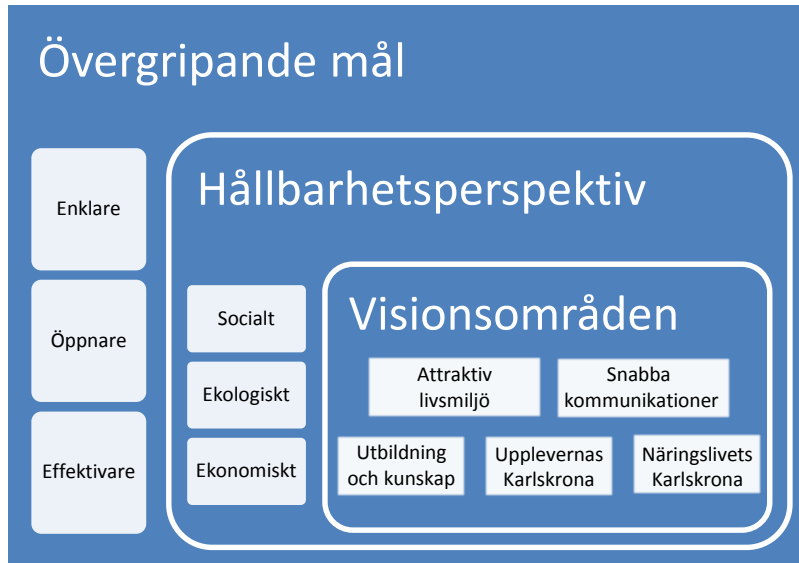 Övergripande mål
Enklare
Öppnare
Effektivare
Hållbarhetsperspektiv
Socialt
Ekologiskt
Ekonomiskt
Visionsområden
Attraktiv
livsmiljö
Snabba
kommunikationer
Utbildning
och kunskap
Upplevernas
Karlskrona
Näringslivets
Karlskrona